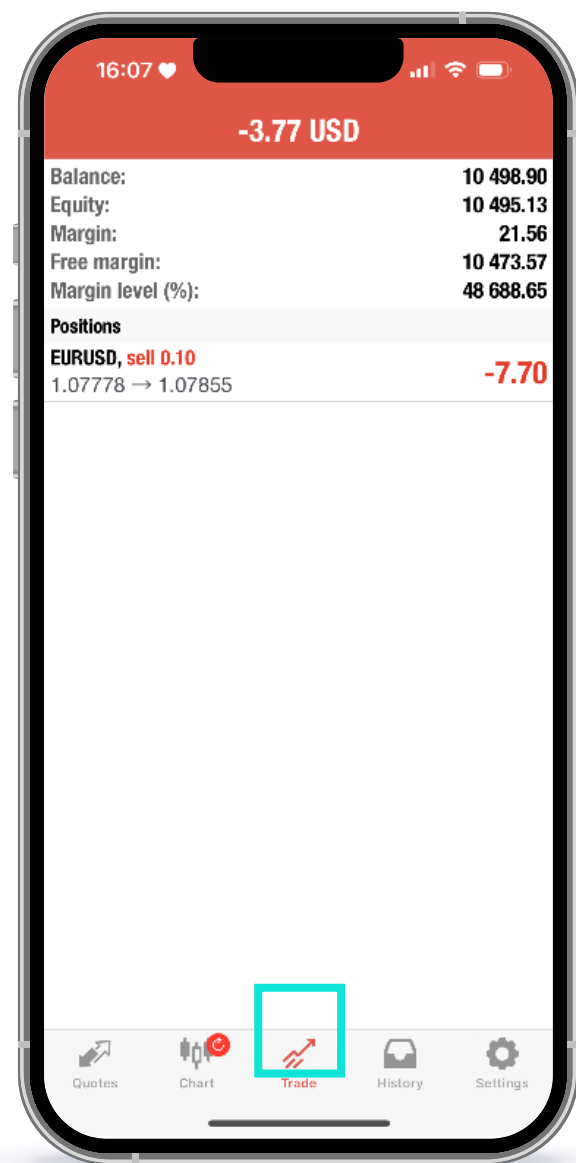 16:07
-3.77 USD
Balance: 10 498.90
Equity: 10 495.13
Margin: 21.56
Free margin: 10 473.57
Margin level (%): 48 688.65
Positions
EURUSD, sell 0.10 -7.70
1.07778 → 1.07855
Quotes Chart Trade History Settings